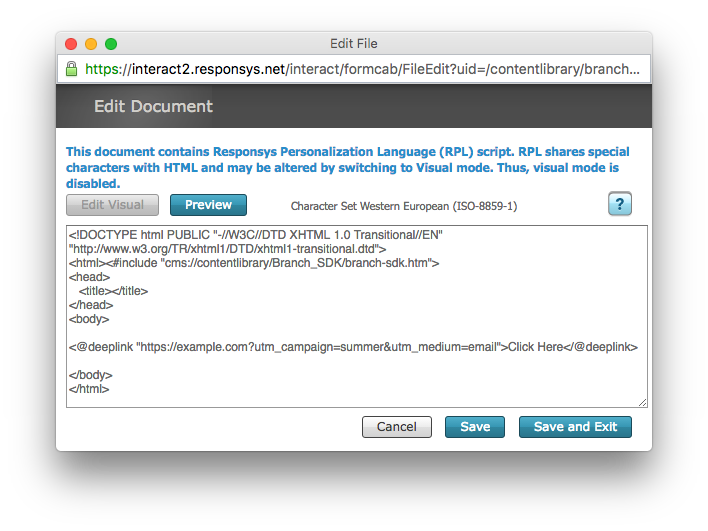 Edit File
https://interact2.responsys.net/interact/formcab/FileEdit?uid=/contentlibrary/branch...
Edit Document
This document contains Responsys Personalization Language (RPL) script. RPL shares special
characters with HTML and may be altered by switching to Visual mode. Thus, visual mode is
disabled.
Edit Visual Preview Character Set Western European (ISO-8859-1) ?
<!DOCTYPE html PUBLIC "-//W3C//DTD XHTML 1.0 Transitional//EN"
"http://www.w3.org/TR/xhtml1/DTD/xhtml1-transitional.dtd">
<html><#include "cms://contentlibrary/Branch_SDK/branch-sdk.htm">
<head>
<title></title>
</head>
<body>
<@deeplink "https://example.com?utm_campaign=summer&utm_medium=email">Click Here</@deeplink>
</body>
</html>
Cancel Save Save and Exit